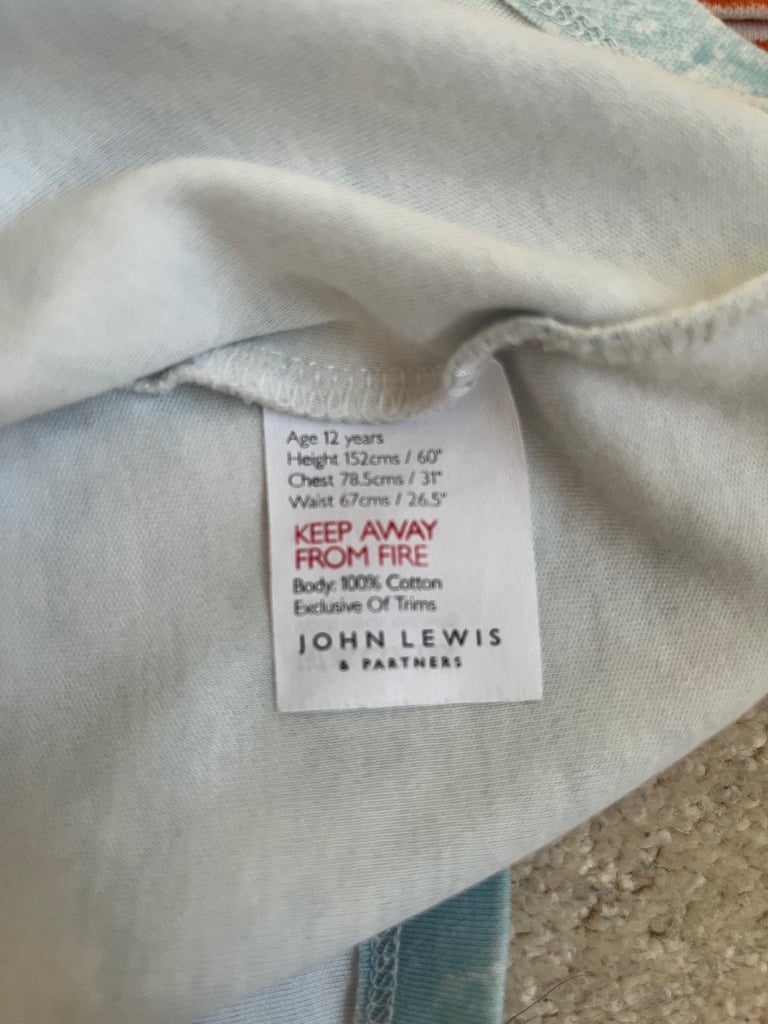 Age 12 years
Height 152cms / 60"
Chest 78.5cms / 31"
Waist 67cms / 26.5"
KEEP AWAY
FROM FIRE
Body: 100% Cotton
Exclusive Of Trims
JOHN LEWIS
& PARTNERS